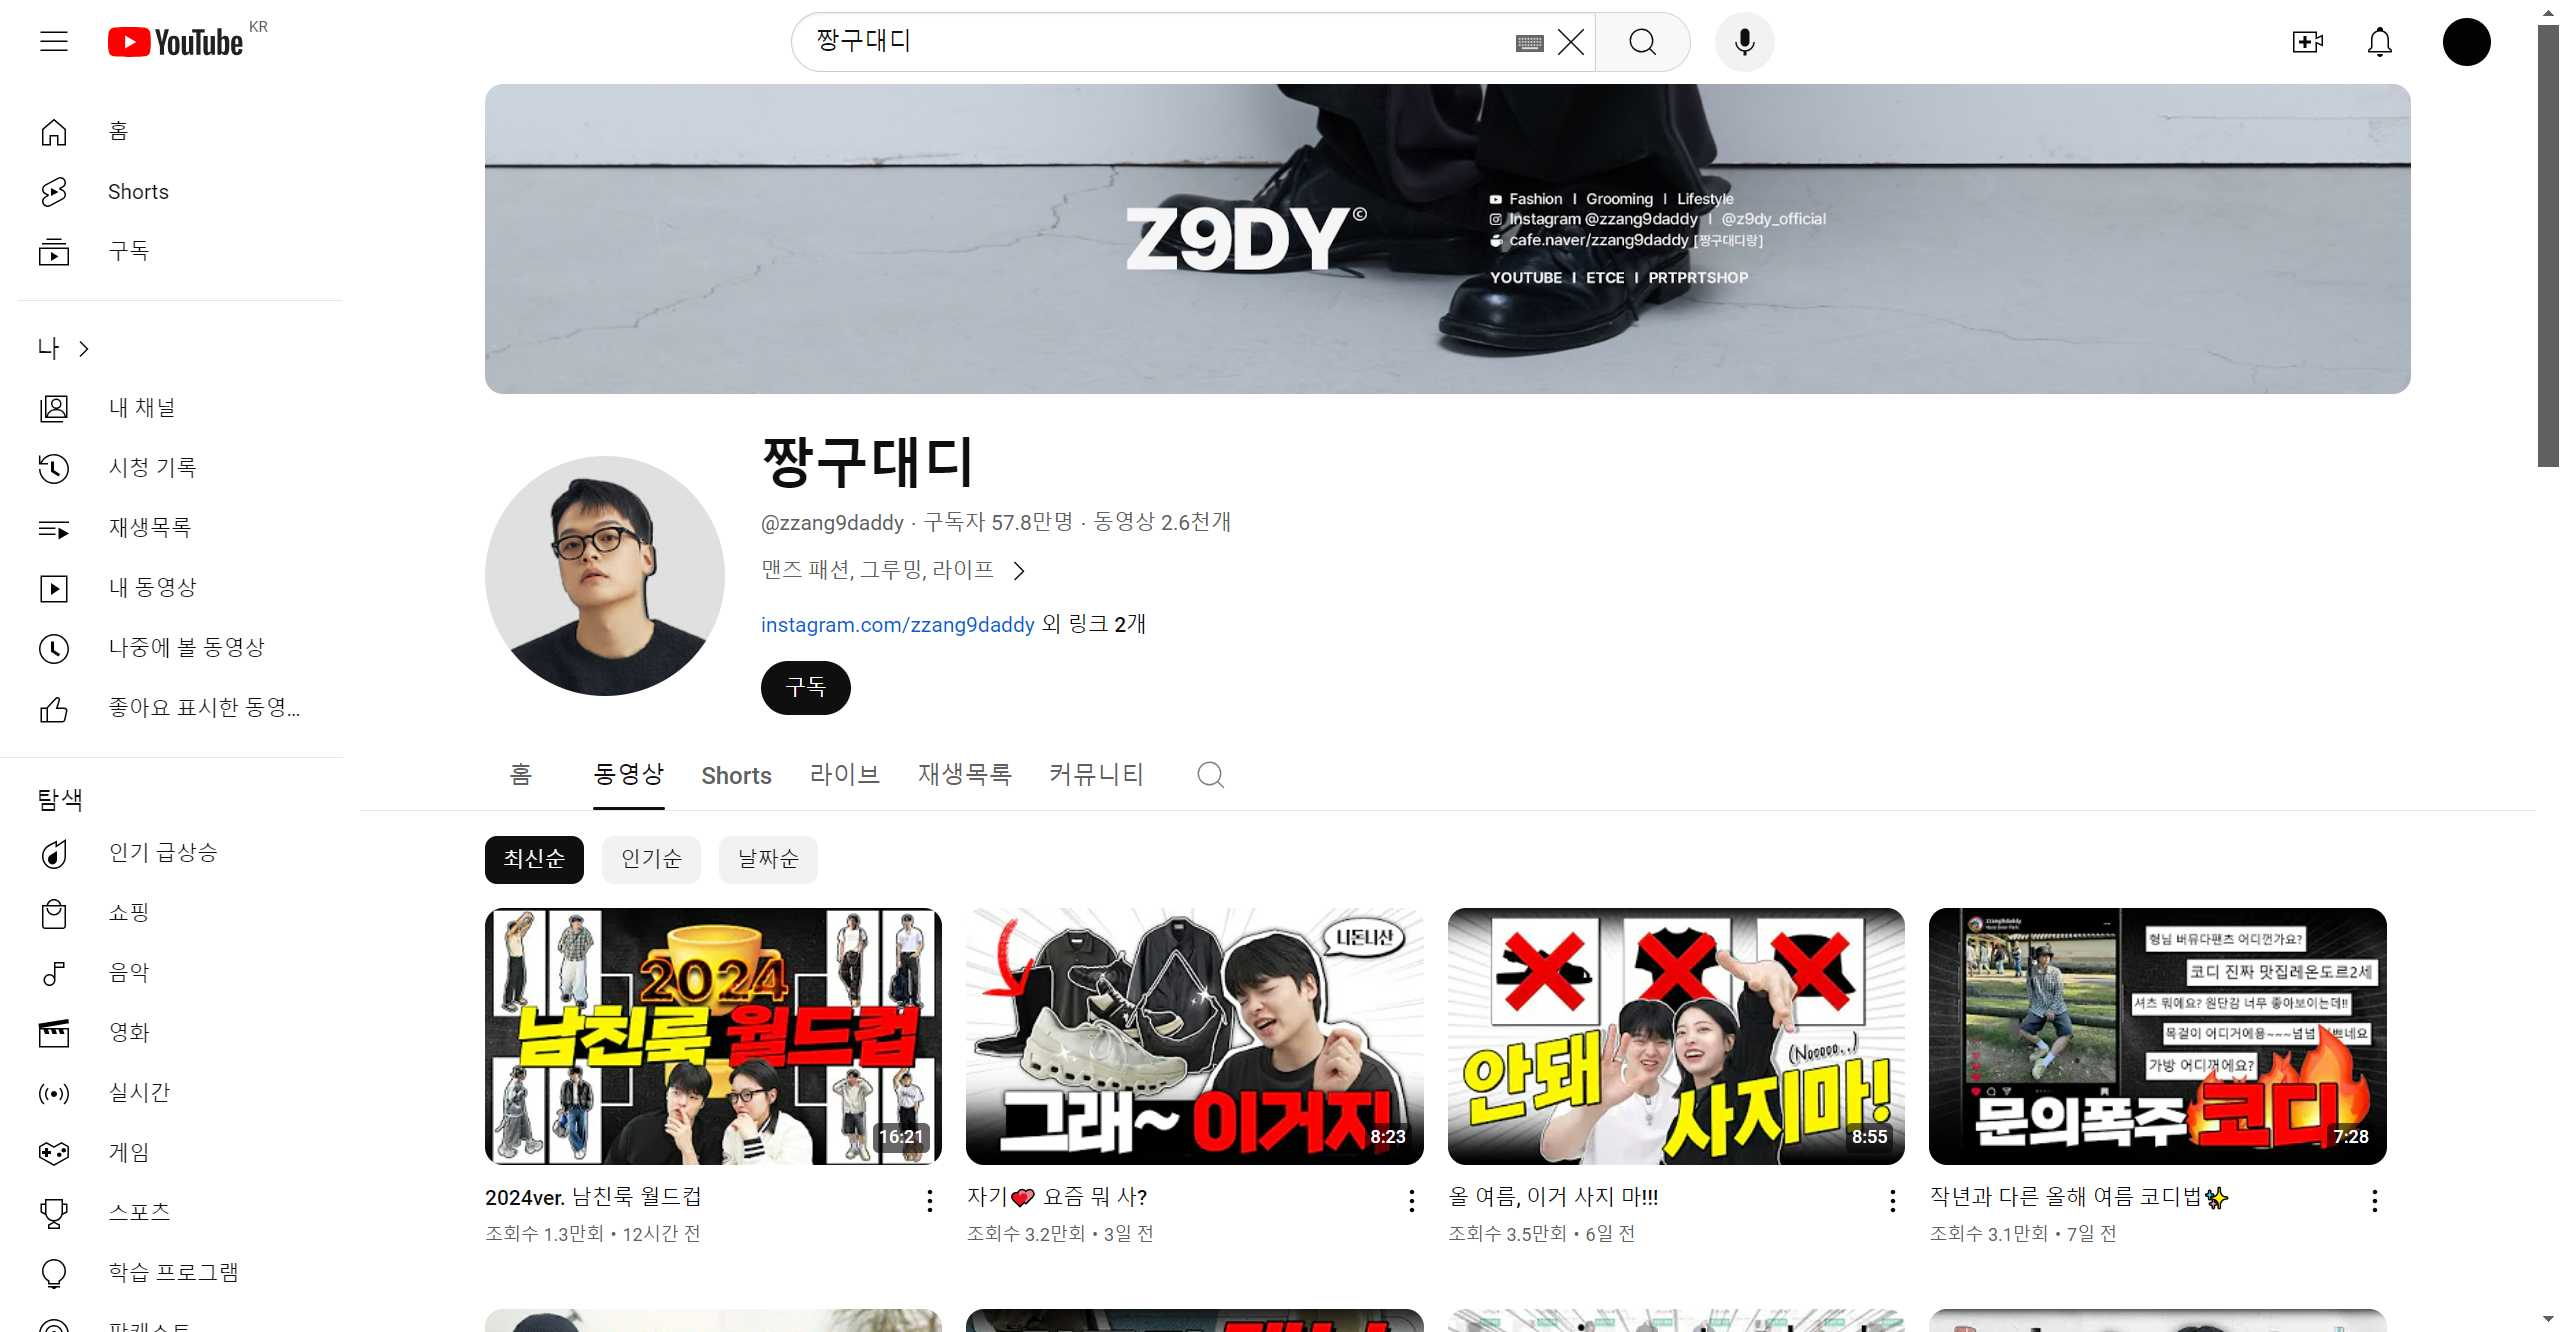 YouTube KR
짱구대디
홈
Shorts
구독
나
내 채널
시청 기록
재생목록
내 동영상
나중에 볼 동영상
좋아요 표시한 동영...
탐색
인기 급상승
쇼핑
음악
영화
실시간
게임
스포츠
학습 프로그램
팟캐스트
Z9DY©
Fashion I Grooming I Lifestyle
Instagram @zzang9daddy I @z9dy_official
cafe.naver/zzang9daddy [짱구대디랑]
YOUTUBE I ETCE I PRTPRTSHOP
짱구대디
@zzang9daddy · 구독자 57.8만명 · 동영상 2.6천개
맨즈 패션, 그루밍, 라이프
instagram.com/zzang9daddy 외 링크 2개
구독
홈 동영상 Shorts 라이브 재생목록 커뮤니티
최신순 인기순 날짜순
2024
남친룩 월드컵
16:21
2024ver. 남친룩 월드컵
조회수 1.3만회 • 12시간 전
니돈니산
그래~ 이거지
8:23
자기💕 요즘 뭐 사?
조회수 3.2만회 • 3일 전
안돼
(Nooooo..)
사지마!
8:55
올 여름, 이거 사지 마!!!
조회수 3.5만회 • 6일 전
zzang9daddy
형님 버뮤다팬츠 어디껀가요?
코디 진짜 맛집레온도르2세
셔츠 뭐에요? 원단감 너무 좋아보이는데!!
목걸이 어디거에용~~~넘넘
가방 어디꺼에요?
문의폭주 코디
7:28
작년과 다른 올해 여름 코디법✨
조회수 3.1만회 • 7일 전